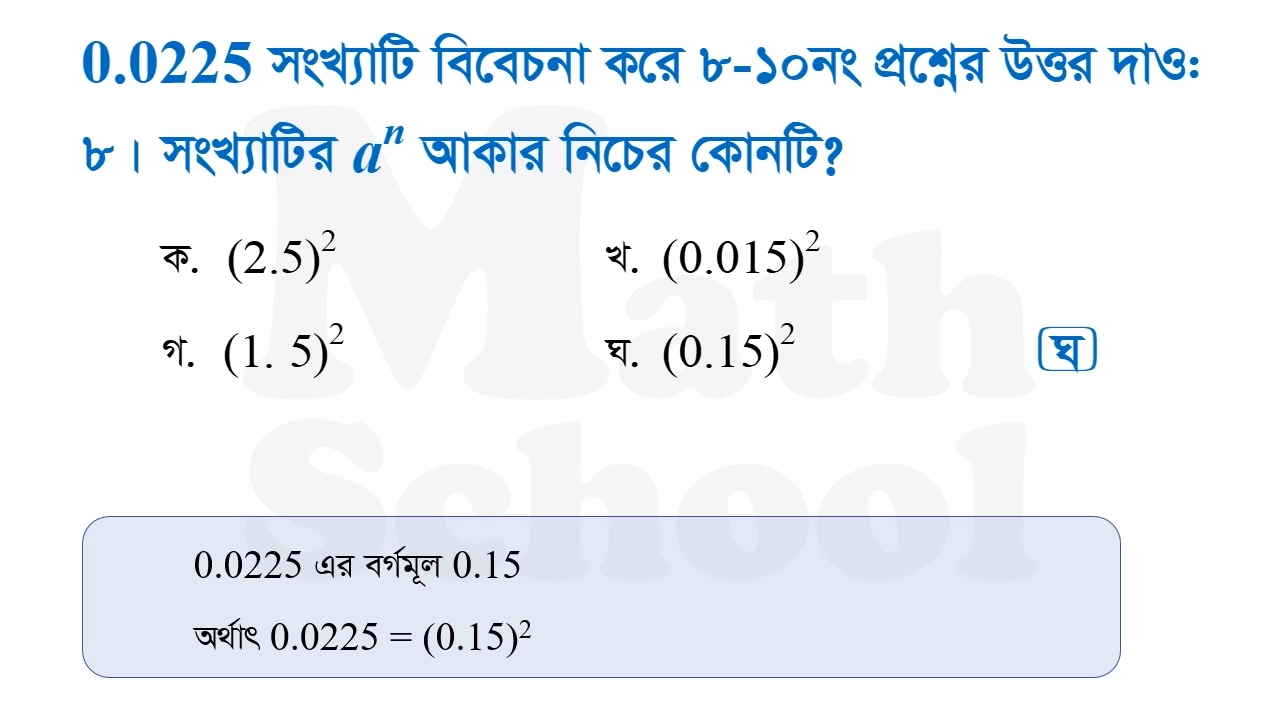 0.0225 সংখ্যাটি বিবেচনা করে ৮-১০নং প্রশ্নের উত্তর দাওঃ
৮। সংখ্যাটির aⁿ আকার নিচের কোনটি?
ক. (2.5)² খ. (0.015)²
গ. (1. 5)² ঘ. (0.15)² ঘ
Math
School
0.0225 এর বর্গমূল 0.15
অর্থাৎ 0.0225 = (0.15)²